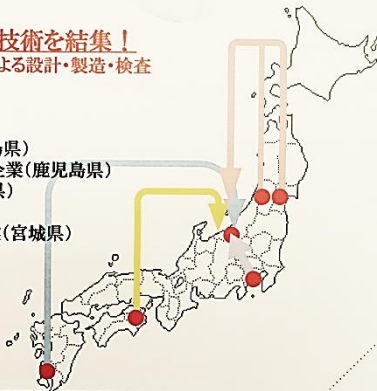 技術を結集！
よる設計・製造・検査
県）
企業（鹿児島県）
県）
（宮城県）